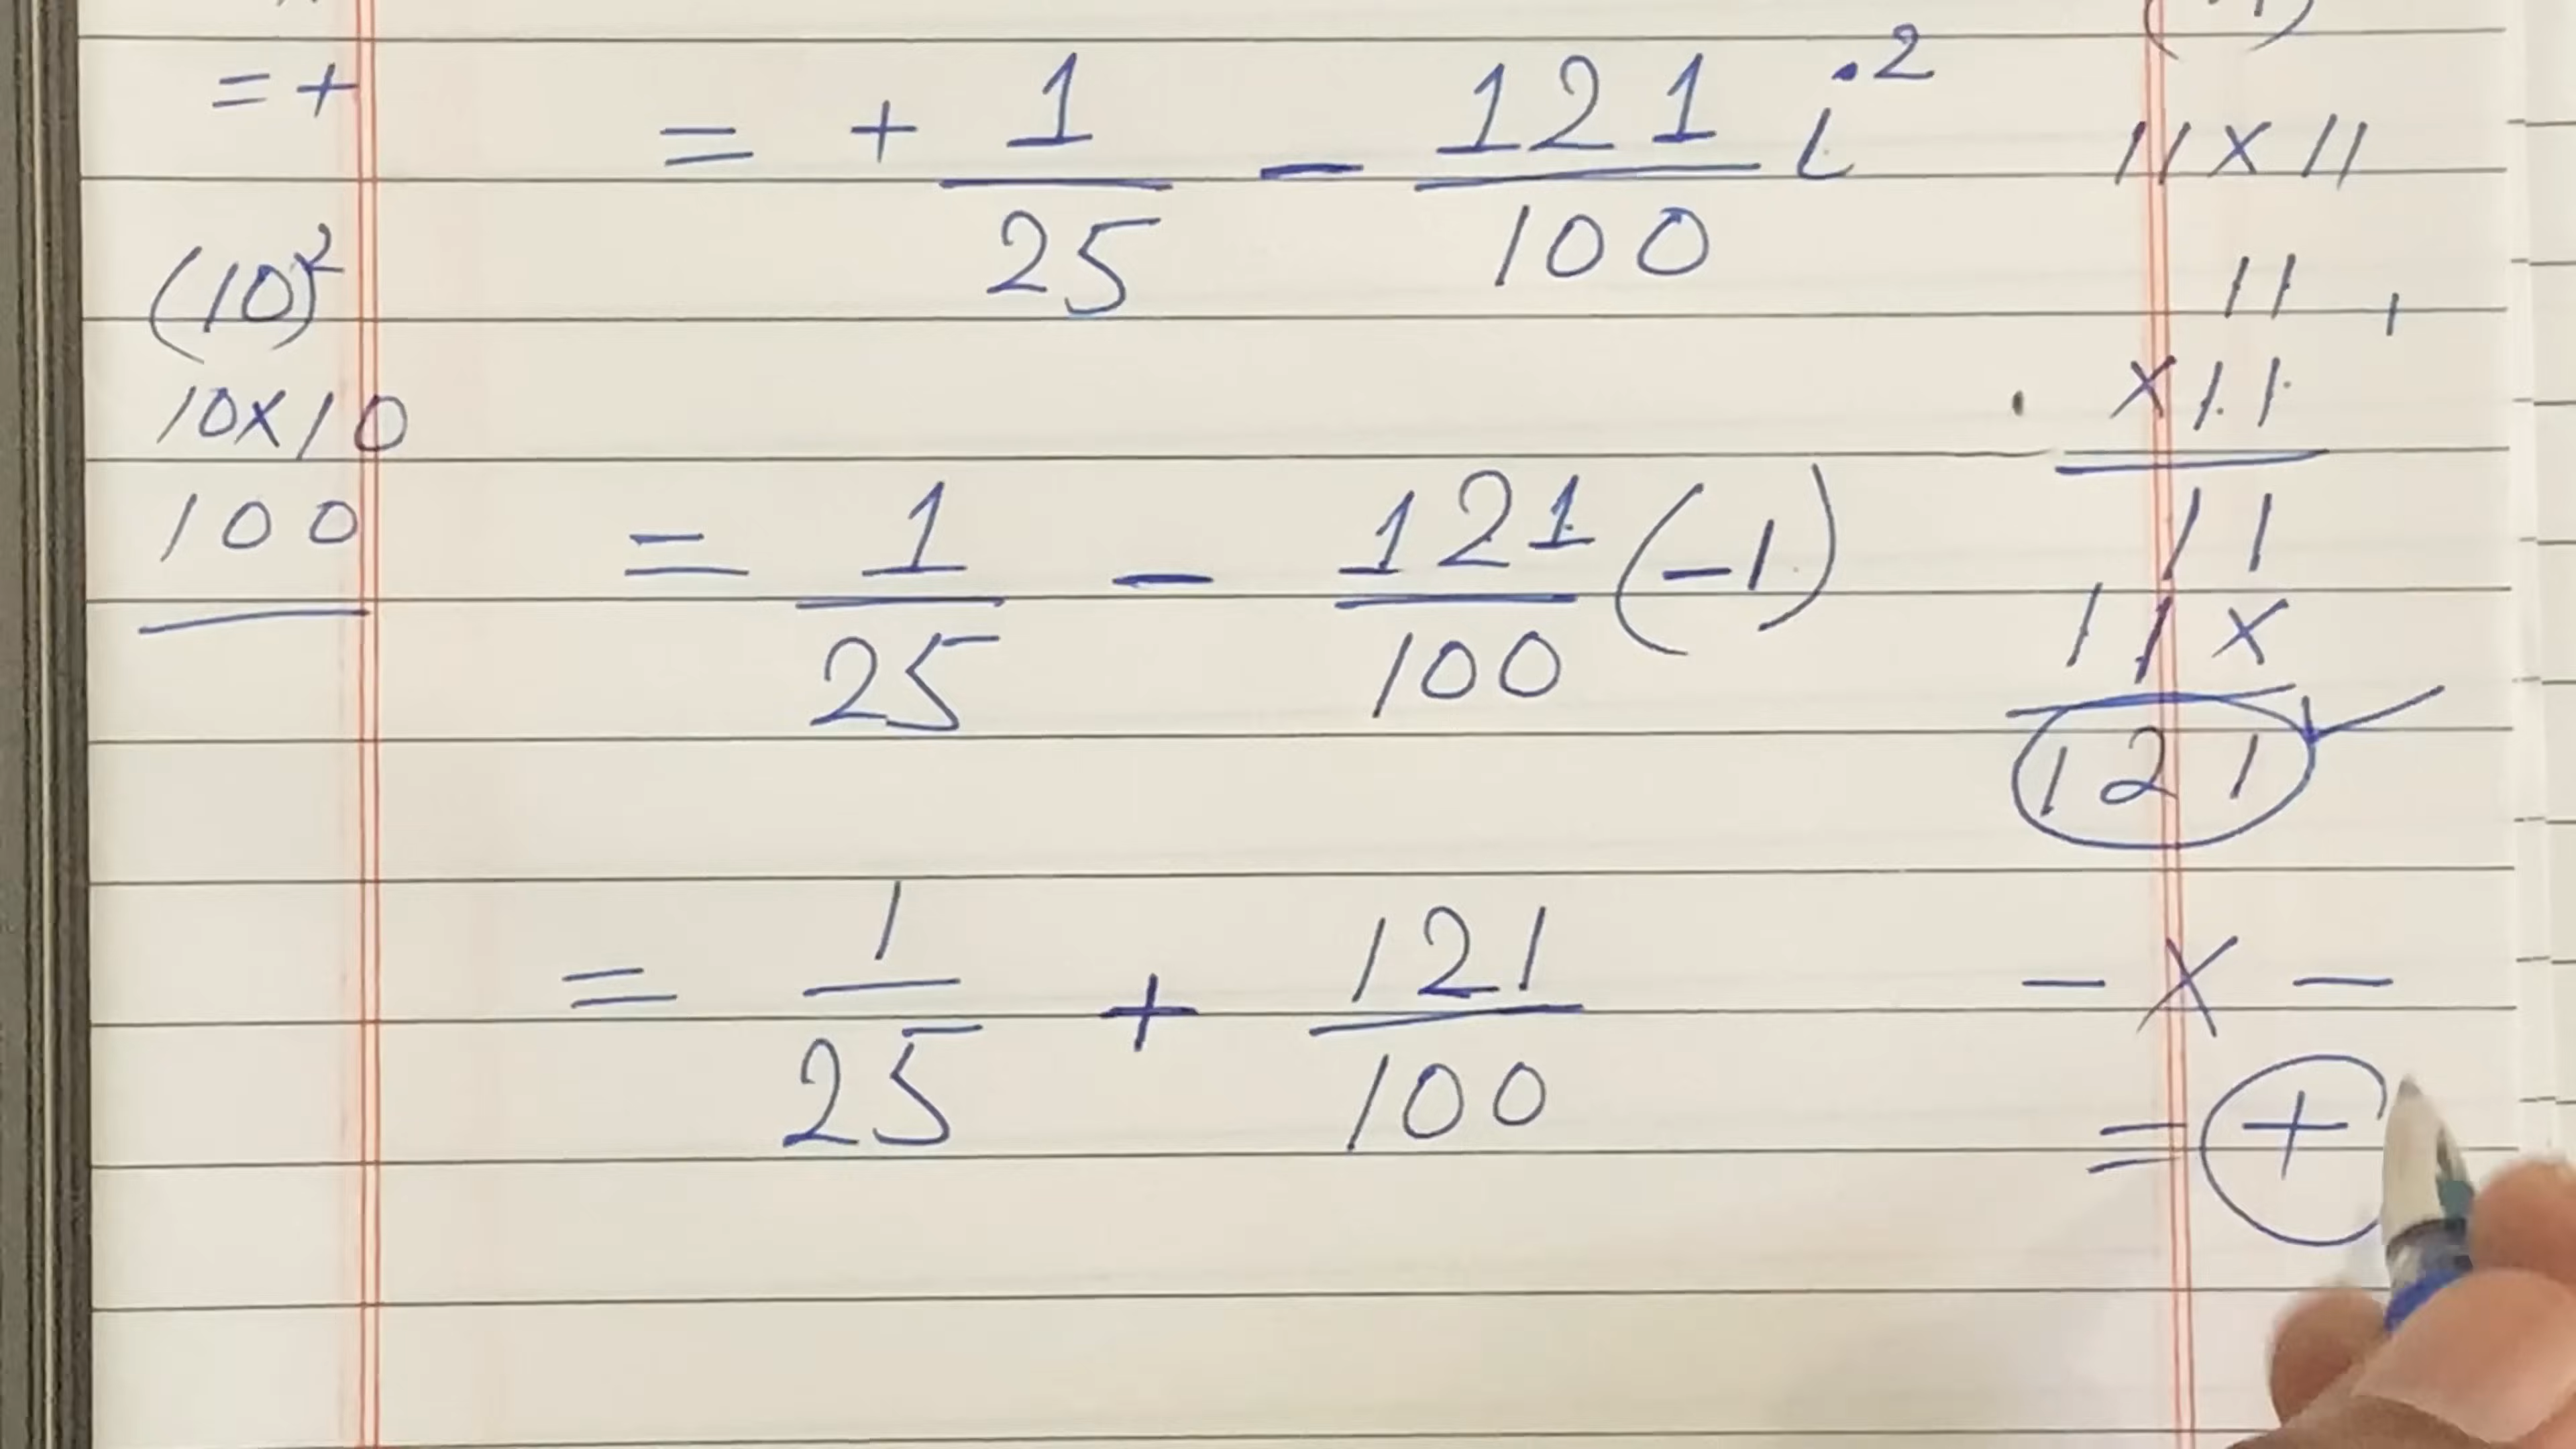 = +
(10)²
10×10
100
= + 1/25 - 121/100 i²
= 1/25 - 121/100 (-1)
= 1/25 + 121/100
11 × 11
11
×11
11
11×
121 ✓
- × -
= +